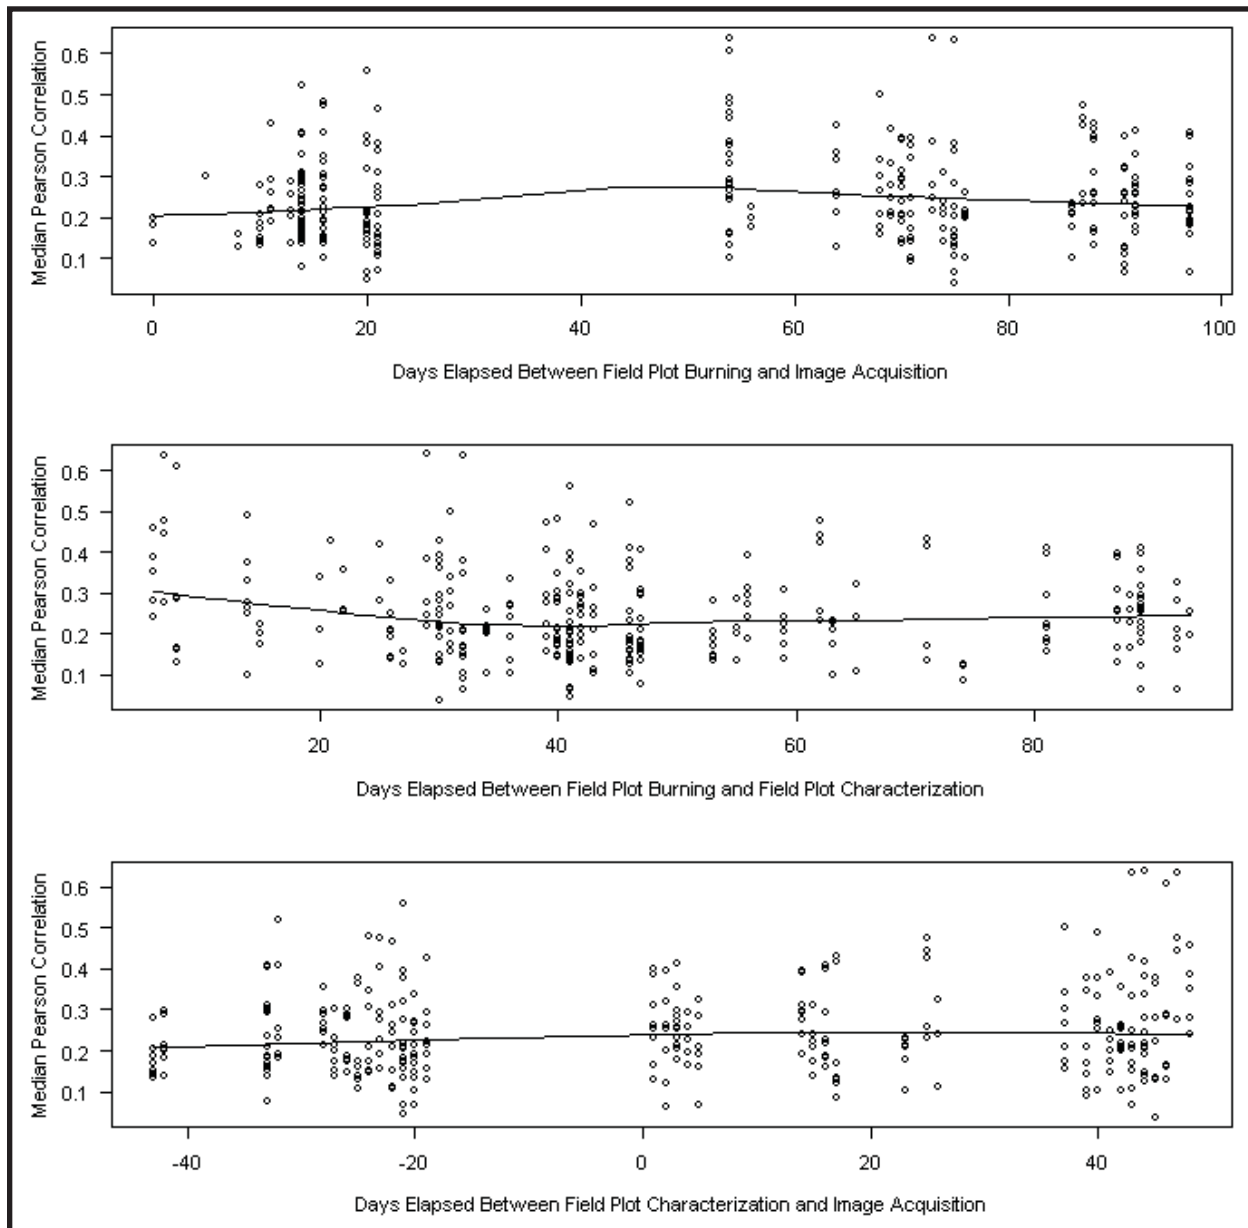 Median Pearson Correlation
0.6
0.5
0.4
0.3
0.2
0.1
0 20 40 60 80 100
Days Elapsed Between Field Plot Burning and Image Acquisition
Median Pearson Correlation
0.6
0.5
0.4
0.3
0.2
0.1
20 40 60 80
Days Elapsed Between Field Plot Burning and Field Plot Characterization
Median Pearson Correlation
0.6
0.5
0.4
0.3
0.2
0.1
-40 -20 0 20 40
Days Elapsed Between Field Plot Characterization and Image Acquisition